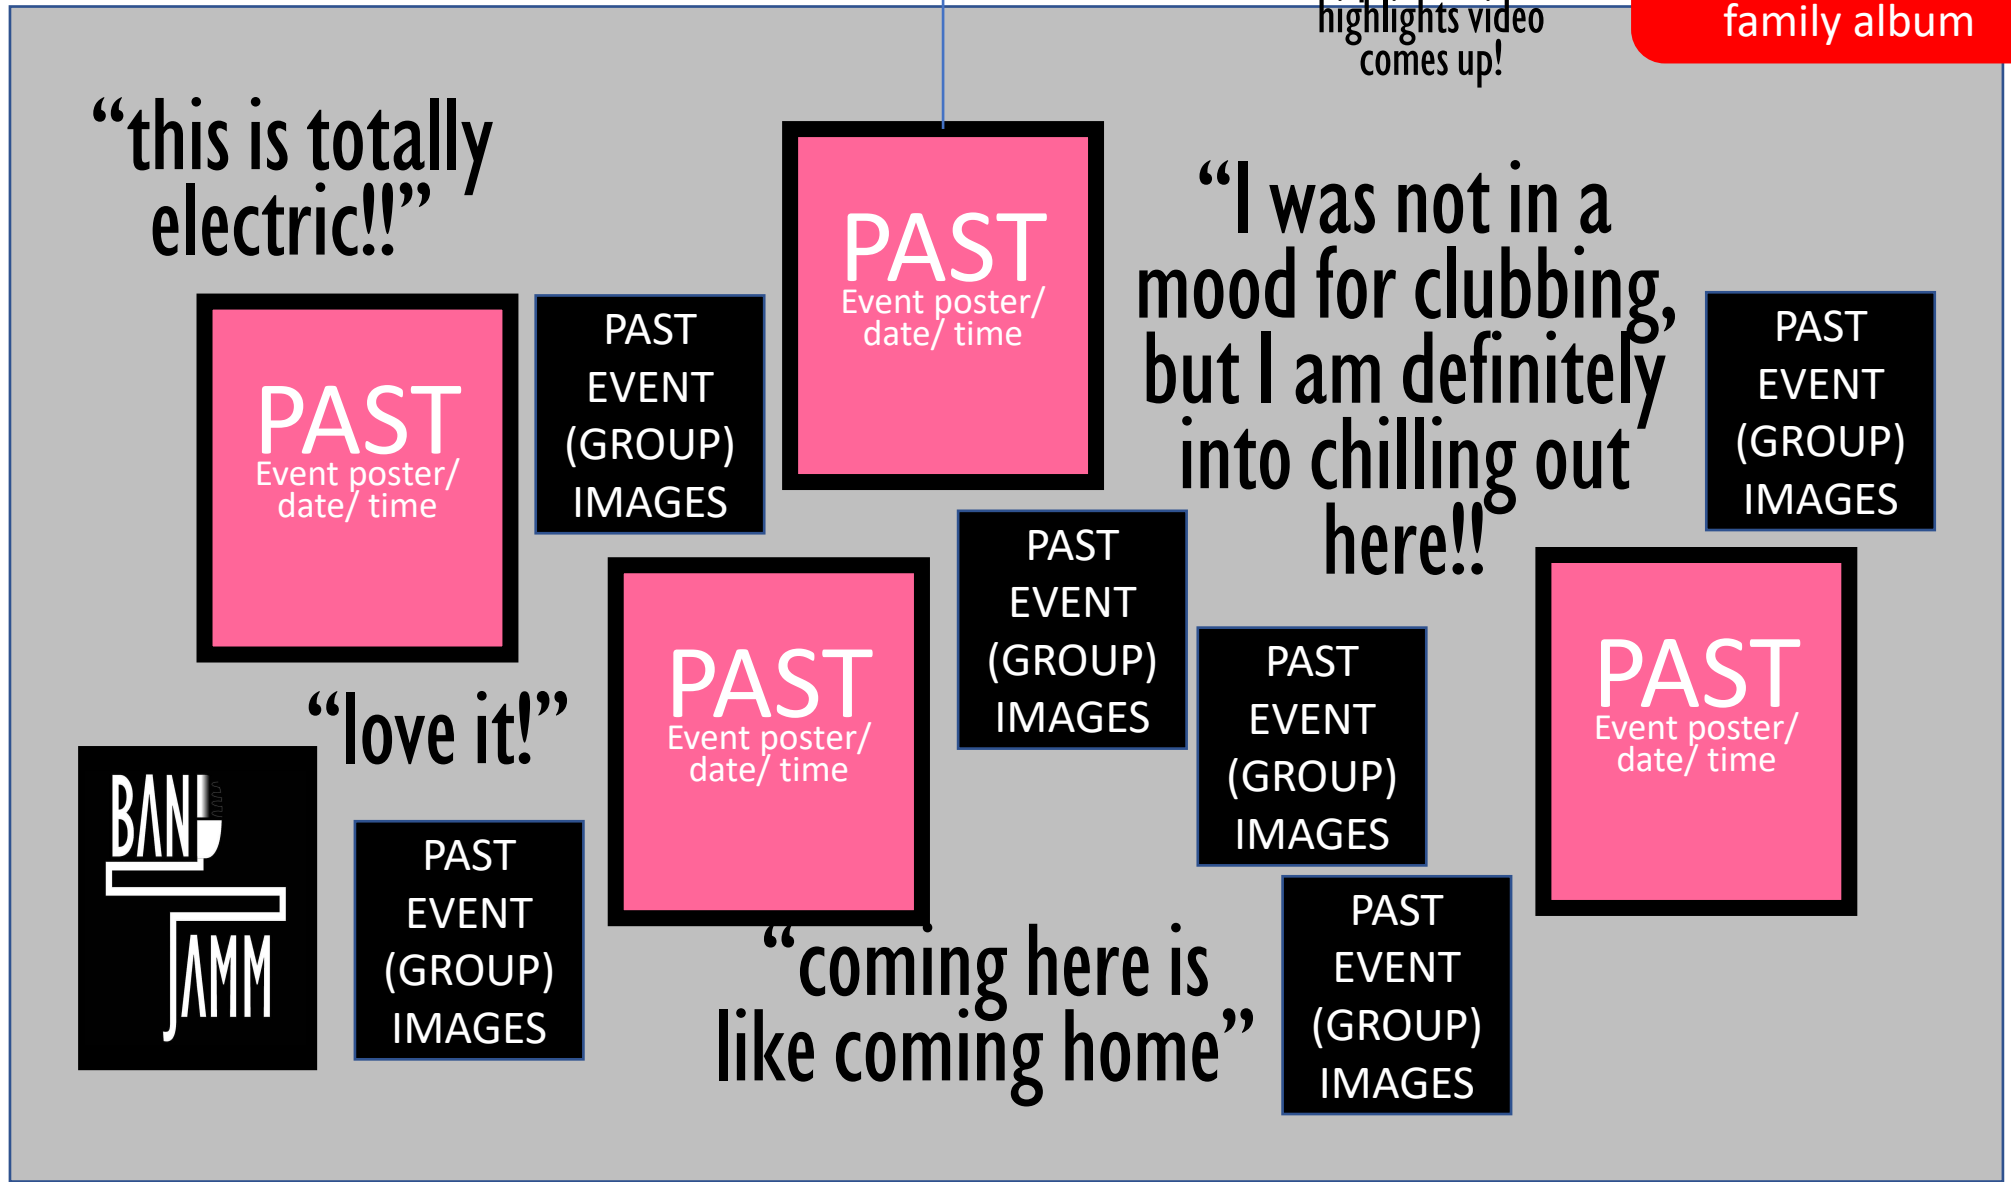 highlights video
comes up!
family album
“this is totally
electric!!”
PAST
Event poster/
date/ time
“I was not in a
mood for clubbing,
but I am definitely
into chilling out
here!!
PAST
Event poster/
date/ time
PAST
EVENT
(GROUP)
IMAGES
PAST
EVENT
(GROUP)
IMAGES
PAST
EVENT
(GROUP)
IMAGES
PAST
Event poster/
date/ time
PAST
EVENT
(GROUP)
IMAGES
PAST
Event poster/
date/ time
“love it!”
BAND
JAMM
PAST
EVENT
(GROUP)
IMAGES
“coming here is
like coming home”
PAST
EVENT
(GROUP)
IMAGES